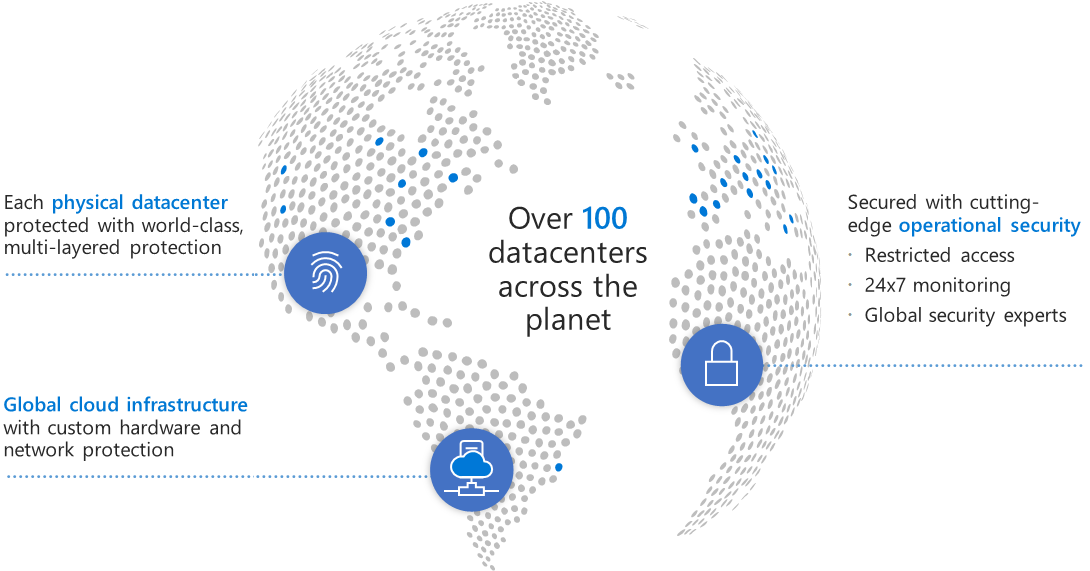 Over 100
datacenters
across the
planet
Each physical datacenter
protected with world-class,
multi-layered protection
Global cloud infrastructure
with custom hardware and
network protection
Secured with cutting-
edge operational security
· Restricted access
· 24x7 monitoring
· Global security experts